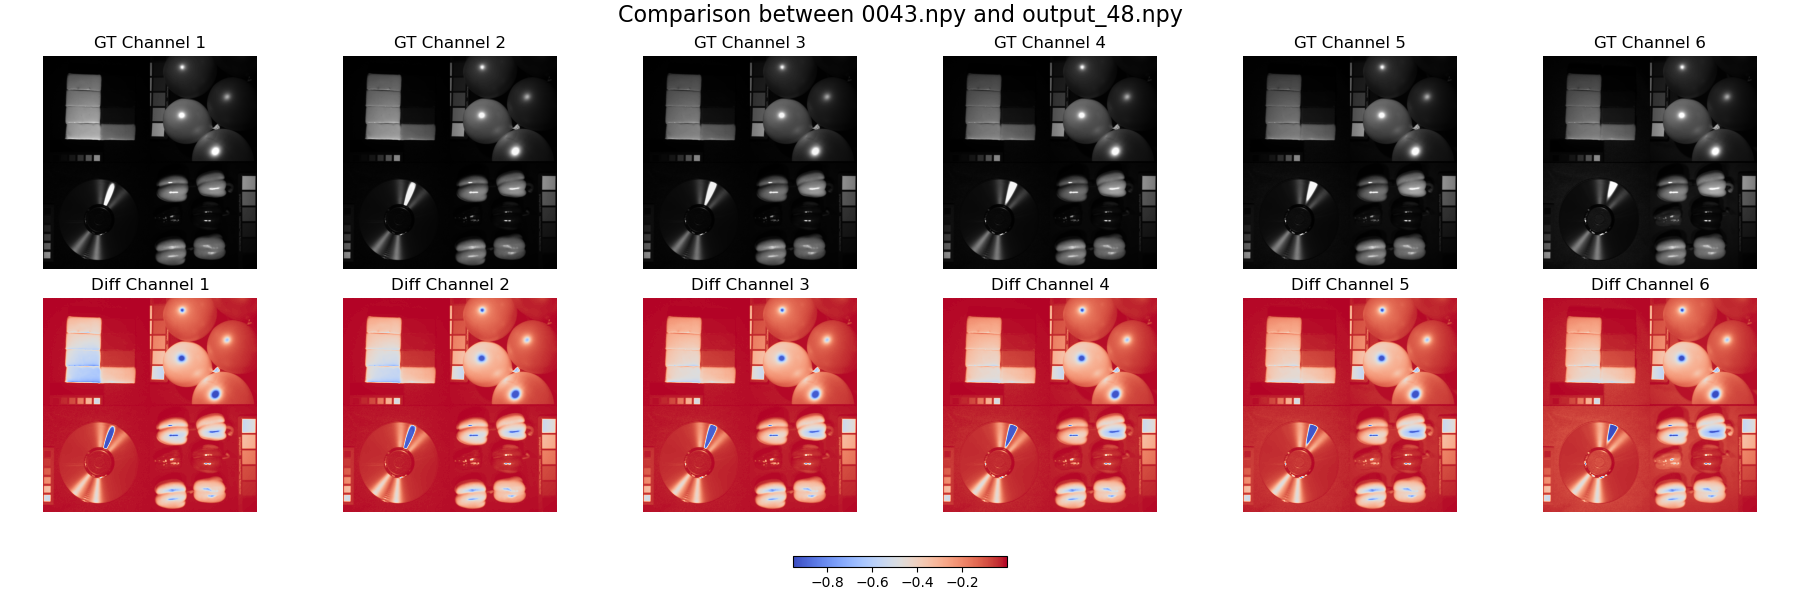 Comparison between 0043.npy and output_48.npy
GT Channel 1
GT Channel 2
GT Channel 3
GT Channel 4
GT Channel 5
GT Channel 6
Diff Channel 1
Diff Channel 2
Diff Channel 3
Diff Channel 4
Diff Channel 5
Diff Channel 6
−0.8
−0.6
−0.4
−0.2